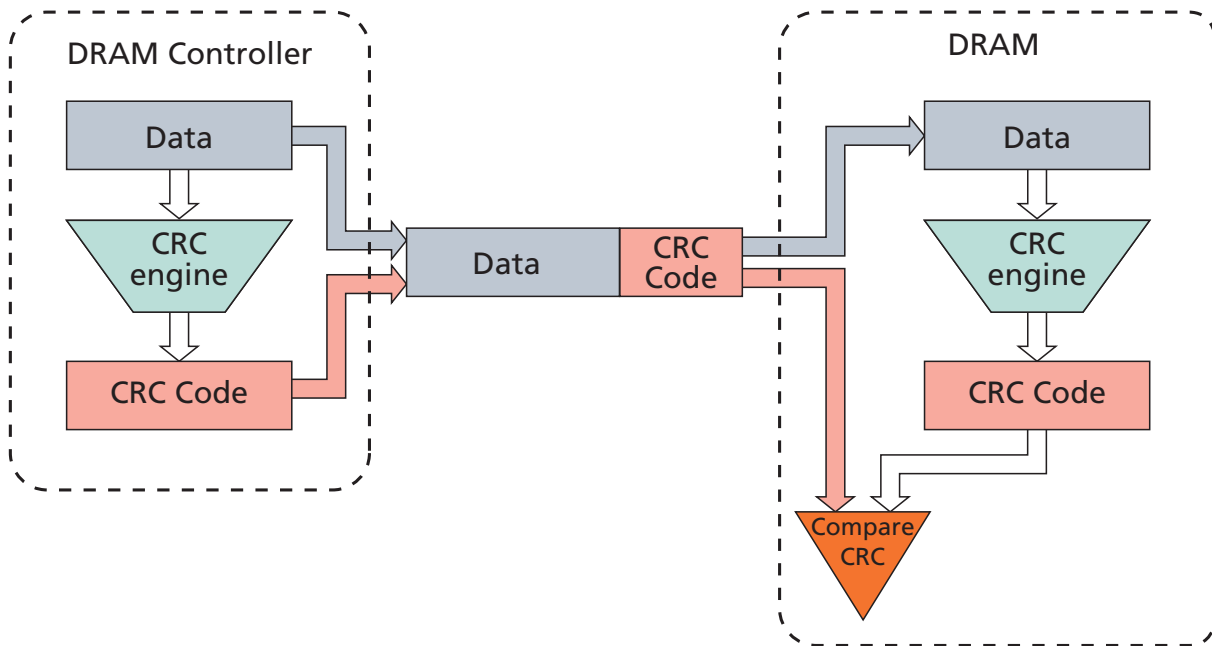 DRAM Controller
Data
CRC
engine
CRC Code
Data
CRC
Code
DRAM
Data
CRC
engine
CRC Code
Compare
CRC